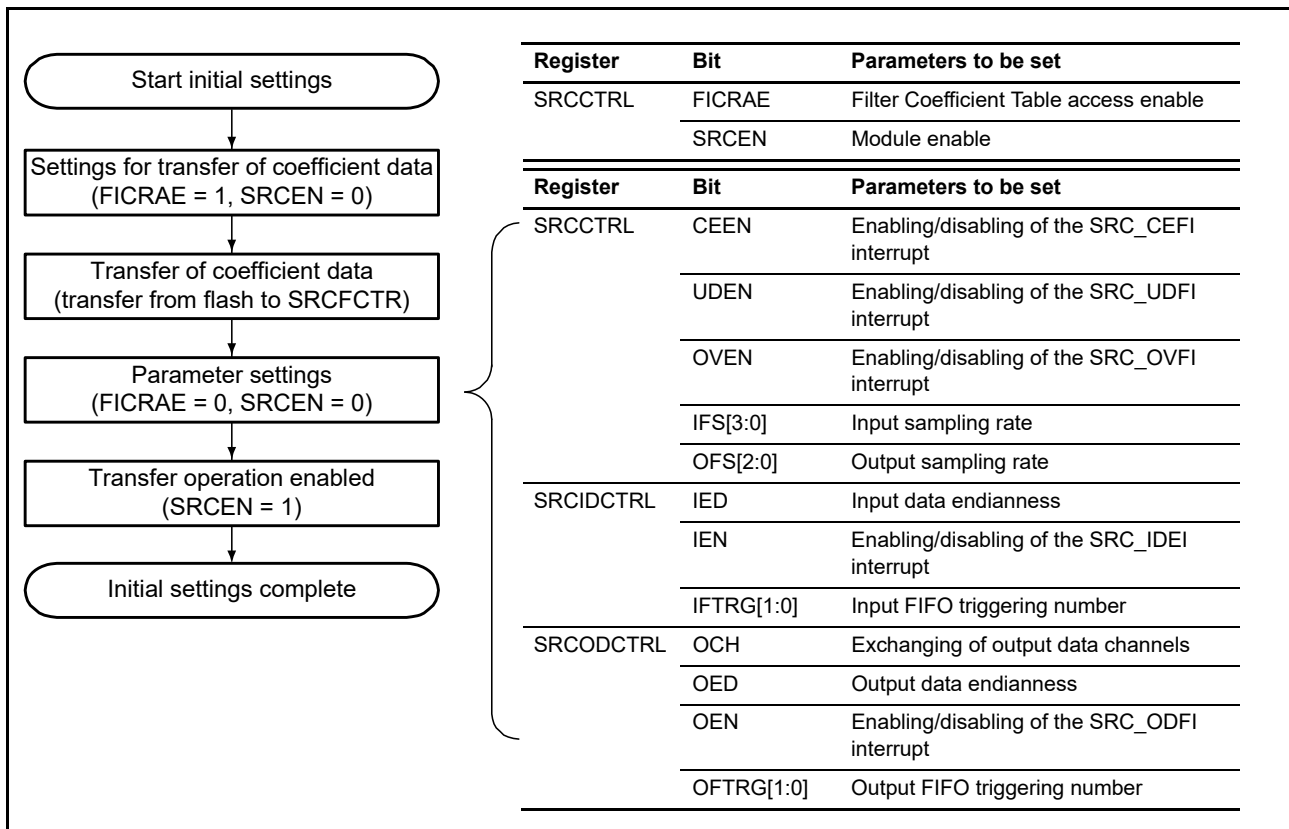 Start initial settings
Settings for transfer of coefficient data
(FICRAE = 1, SRCEN = 0)
Transfer of coefficient data
(transfer from flash to SRCFCTR)
Parameter settings
(FICRAE = 0, SRCEN = 0)
Transfer operation enabled
(SRCEN = 1)
Initial settings complete
Register Bit Parameters to be set
SRCCTRL FICRAE Filter Coefficient Table access enable
SRCEN Module enable
Register Bit Parameters to be set
SRCCTRL CEEN Enabling/disabling of the SRC_CEFI
interrupt
UDEN Enabling/disabling of the SRC_UDFI
interrupt
OVEN Enabling/disabling of the SRC_OVFI
interrupt
IFS[3:0] Input sampling rate
OFS[2:0] Output sampling rate
SRCIDCTRL IED Input data endianness
IEN Enabling/disabling of the SRC_IDEI
interrupt
IFTRG[1:0] Input FIFO triggering number
SRCODCTRL OCH Exchanging of output data channels
OED Output data endianness
OEN Enabling/disabling of the SRC_ODFI
interrupt
OFTRG[1:0] Output FIFO triggering number